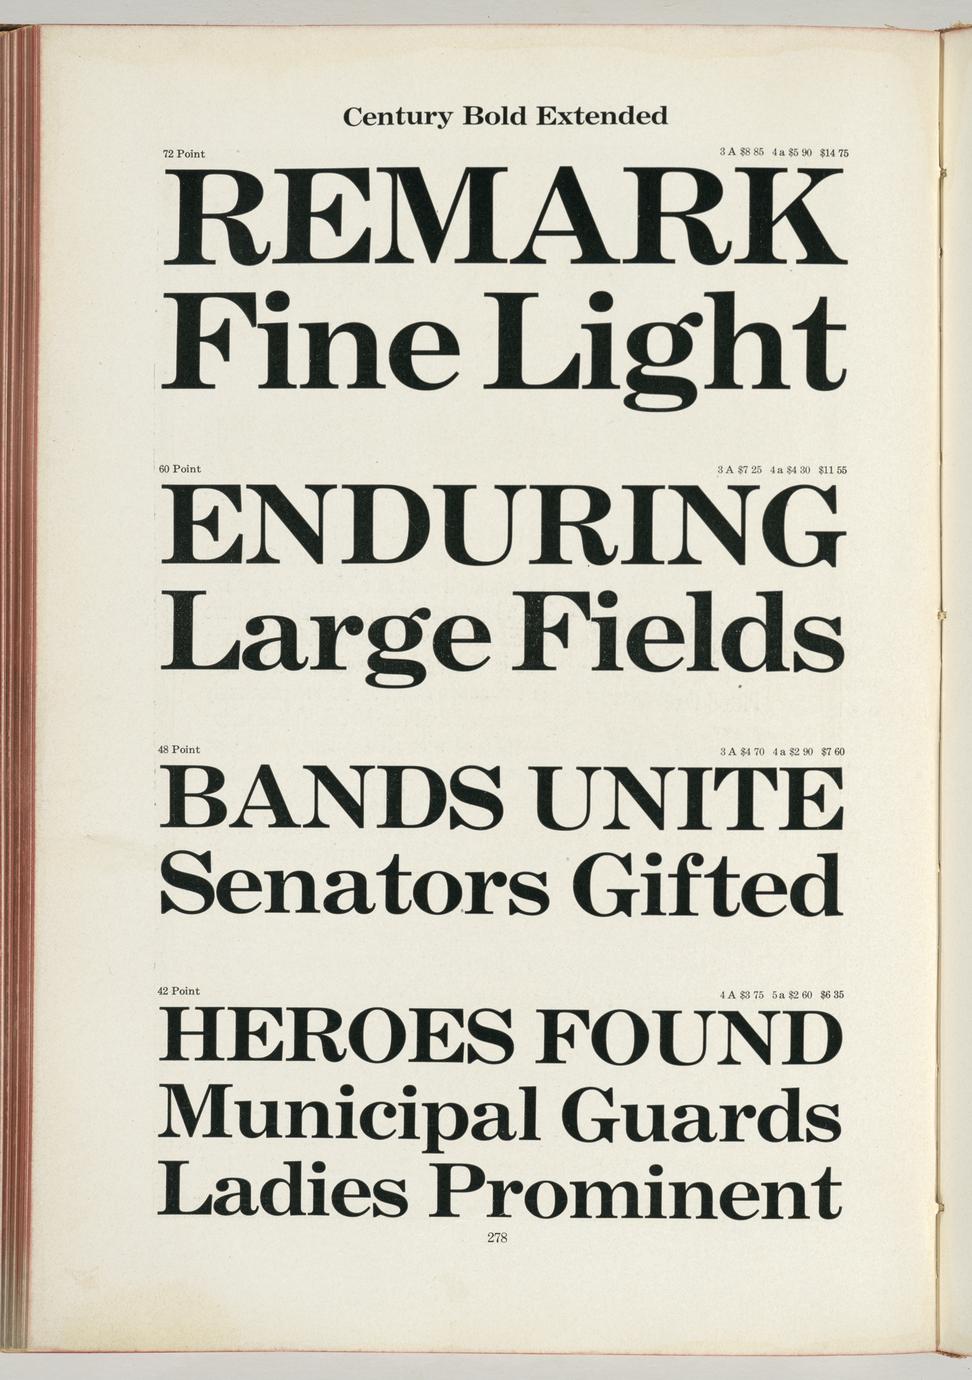 Century Bold Extended
72 Point 3 A $8 85 4 a $5 90 $14 75
REMARK
Fine Light
60 Point 3 A $7 25 4 a $4 30 $11 55
ENDURING
Large Fields
48 Point 3 A $4 70 4 a $2 90 $7 60
BANDS UNITE
Senators Gifted
42 Point 4 A $3 75 5 a $2 60 $6 35
HEROES FOUND
Municipal Guards
Ladies Prominent
278